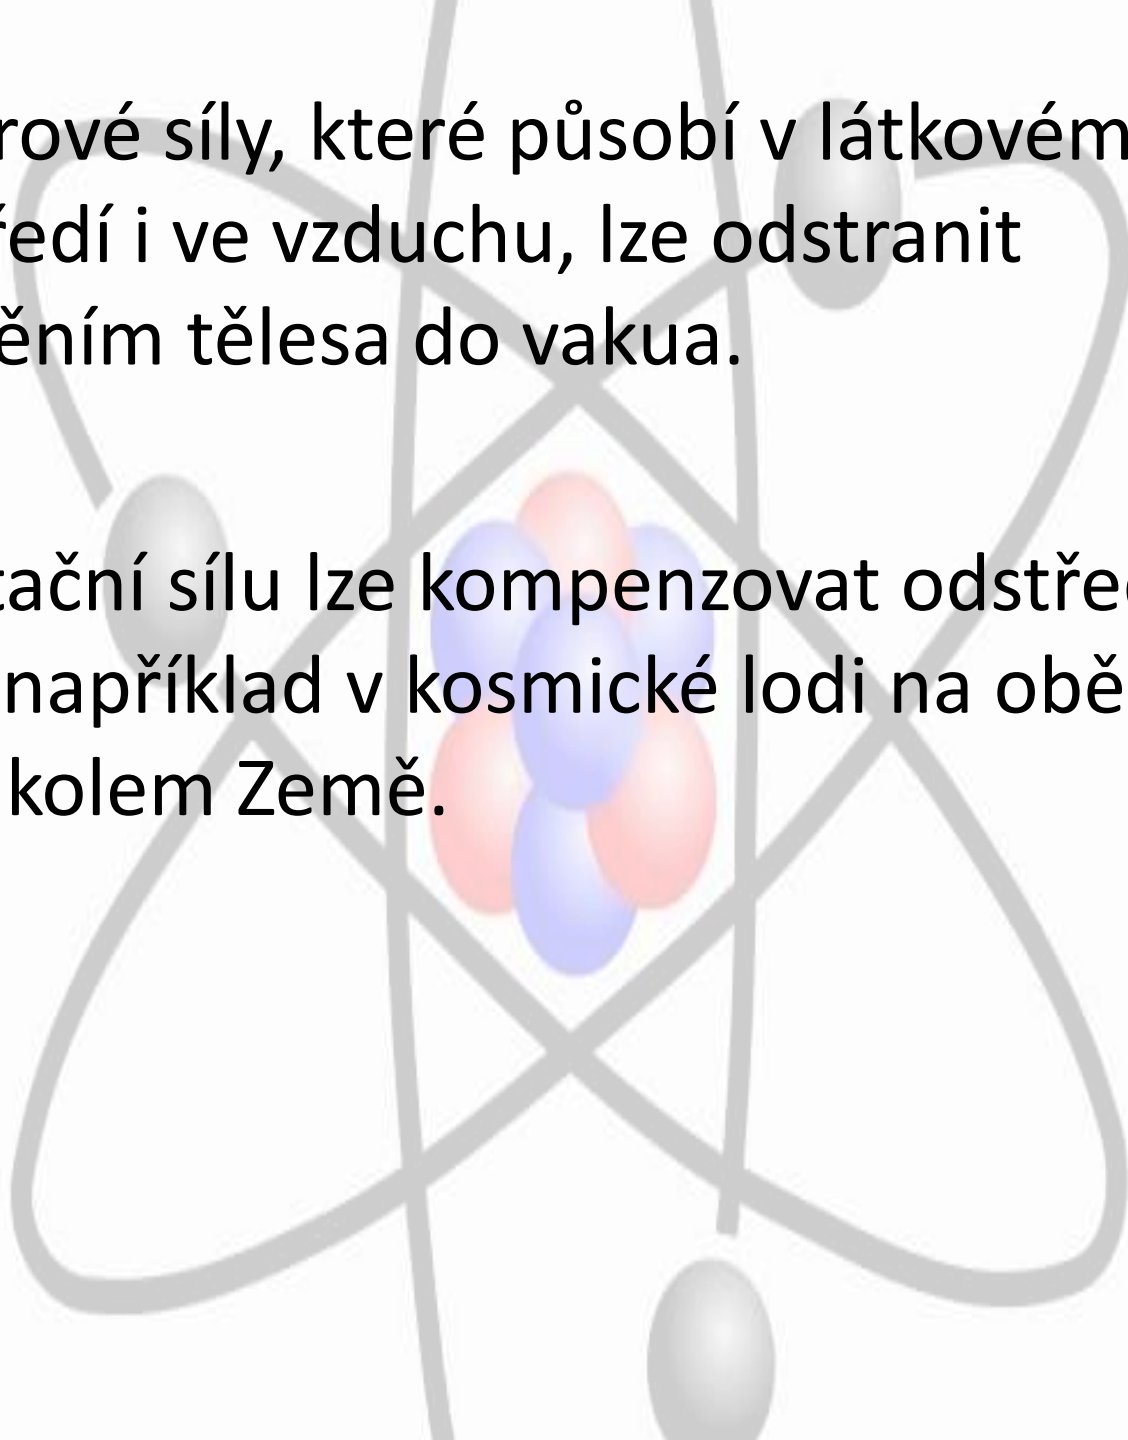 rové síly, které působí v látkovém
ředí i ve vzduchu, lze odstranit
ěním tělesa do vakua.
tační sílu lze kompenzovat odstřed
například v kosmické lodi na obě
kolem Země.